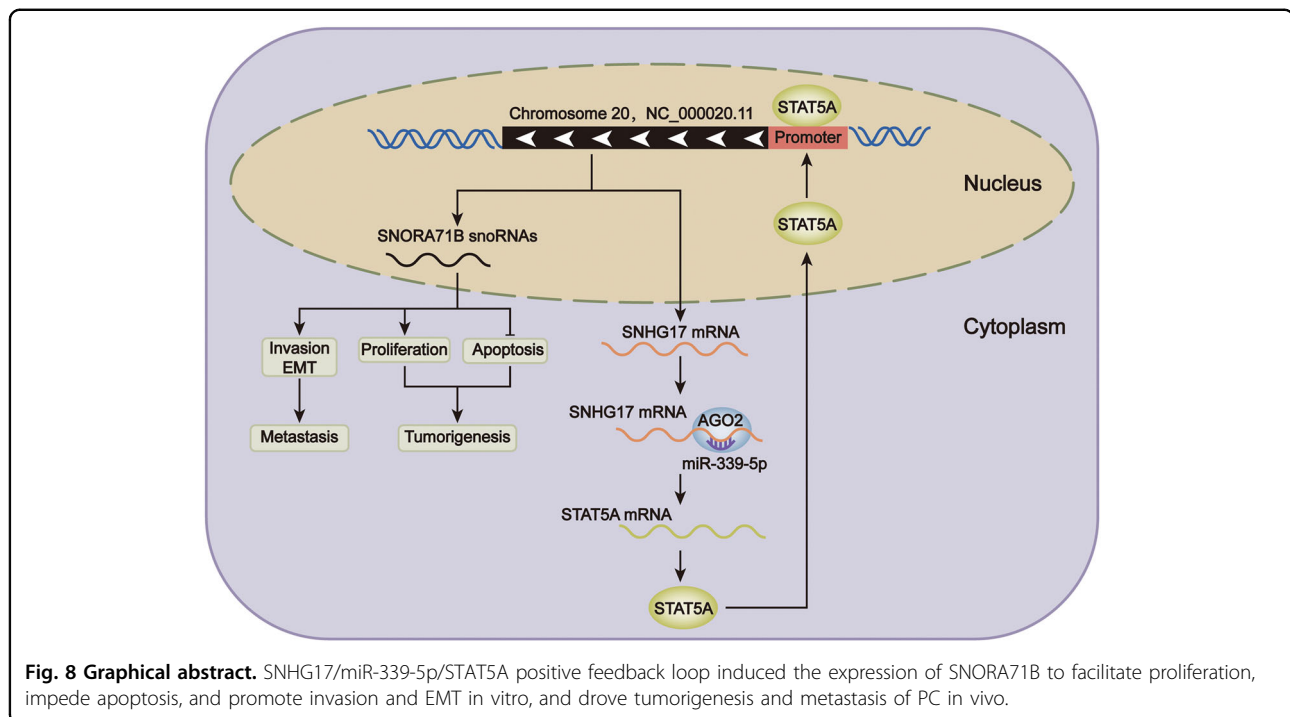 Chromosome 20, NC_000020.11
STAT5A
Promoter
Nucleus
STAT5A
SNORA71B snoRNAs
Cytoplasm
SNHG17 mRNA
Invasion
EMT
Proliferation
Apoptosis
SNHG17 mRNA
AGO2
miR-339-5p
Metastasis
Tumorigenesis
STAT5A mRNA
STAT5A
Fig. 8 Graphical abstract. SNHG17/miR-339-5p/STAT5A positive feedback loop induced the expression of SNORA71B to facilitate proliferation,
impede apoptosis, and promote invasion and EMT in vitro, and drove tumorigenesis and metastasis of PC in vivo.